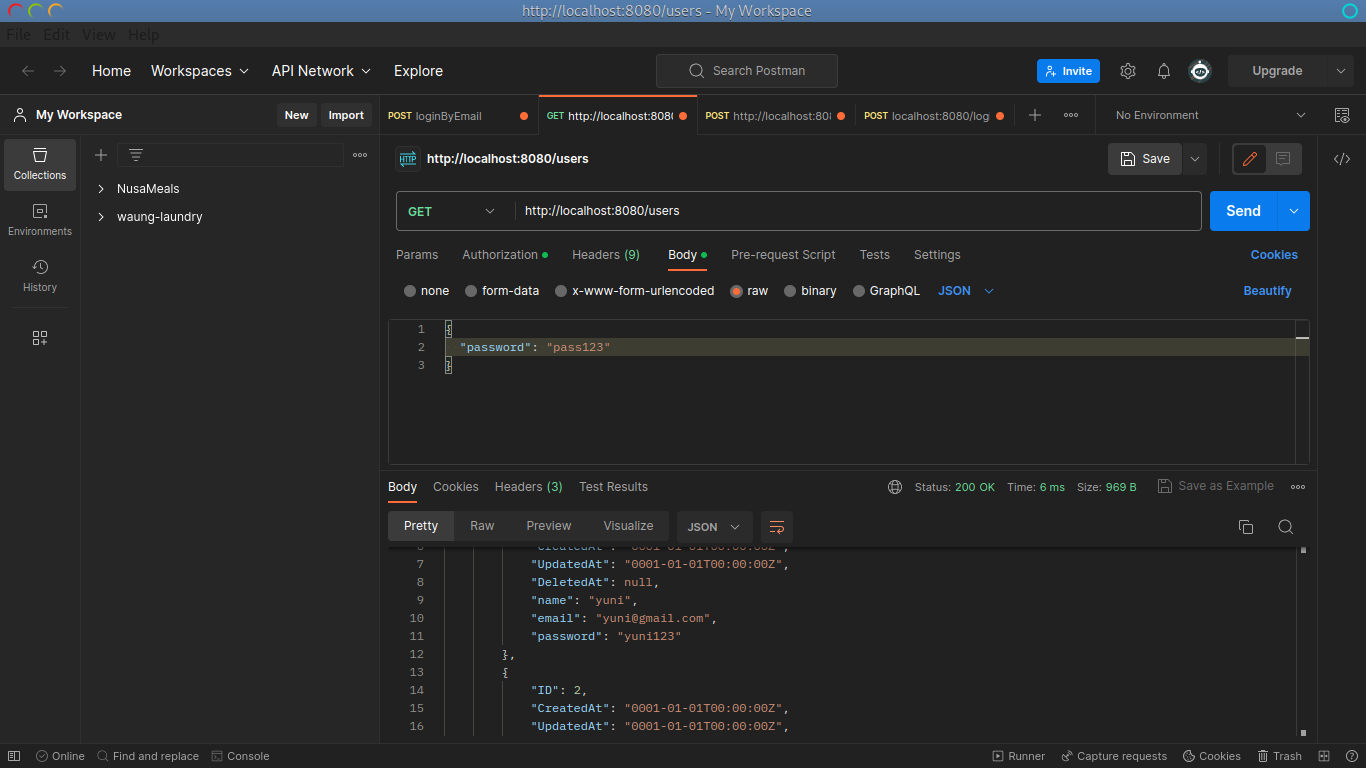 http://localhost:8080/users - My Workspace
File Edit View Help
Home Workspaces API Network Explore Search Postman Invite Upgrade
My Workspace New Import
POST loginByEmail GET http://localhost:808 POST http://localhost:80 POST localhost:8080/log No Environment
Collections
Environments
History
NusaMeals
waung-laundry
HTTP http://localhost:8080/users Save
GET http://localhost:8080/users Send
Params Authorization Headers (9) Body Pre-request Script Tests Settings Cookies
none form-data x-www-form-urlencoded raw binary GraphQL JSON Beautify
1 {
2 "password": "pass123"
3 }
Body Cookies Headers (3) Test Results Status: 200 OK Time: 6 ms Size: 969 B Save as Example
Pretty Raw Preview Visualize JSON
6 "CreatedAt": "0001-01-01T00:00:00Z",
7 "UpdatedAt": "0001-01-01T00:00:00Z",
8 "DeletedAt": null,
9 "name": "yuni",
10 "email": "yuni@gmail.com",
11 "password": "yuni123"
12 },
13 {
14 "ID": 2,
15 "CreatedAt": "0001-01-01T00:00:00Z",
16 "UpdatedAt": "0001-01-01T00:00:00Z",
Online Find and replace Console Runner Capture requests Cookies Trash